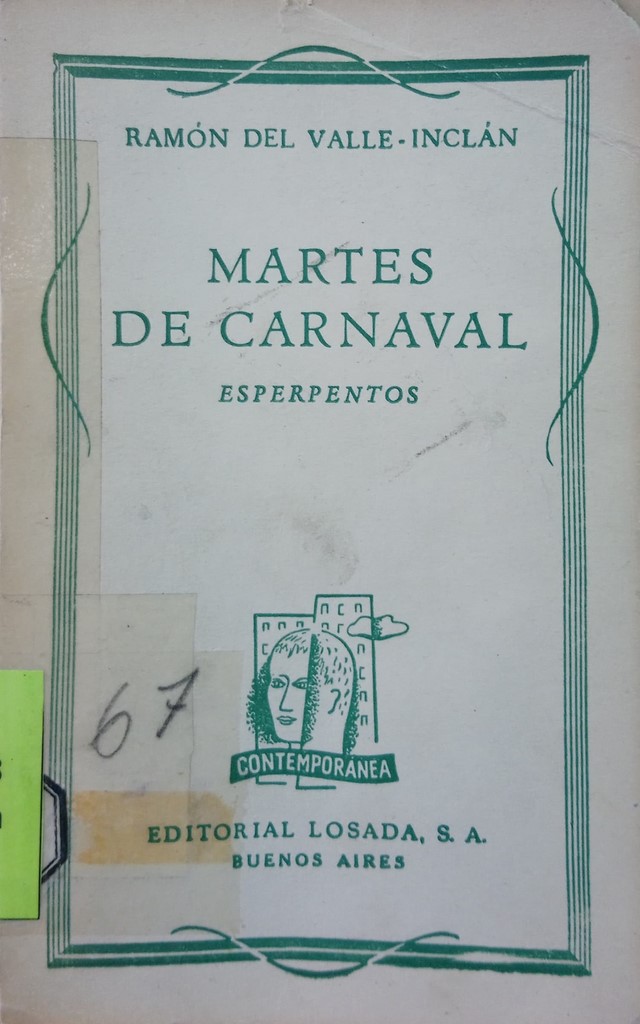 RAMÓN DEL VALLE-INCLÁN
MARTES
DE CARNAVAL
ESPERPENTOS
67
CONTEMPORÁNEA
EDITORIAL LOSADA, S. A.
BUENOS AIRES